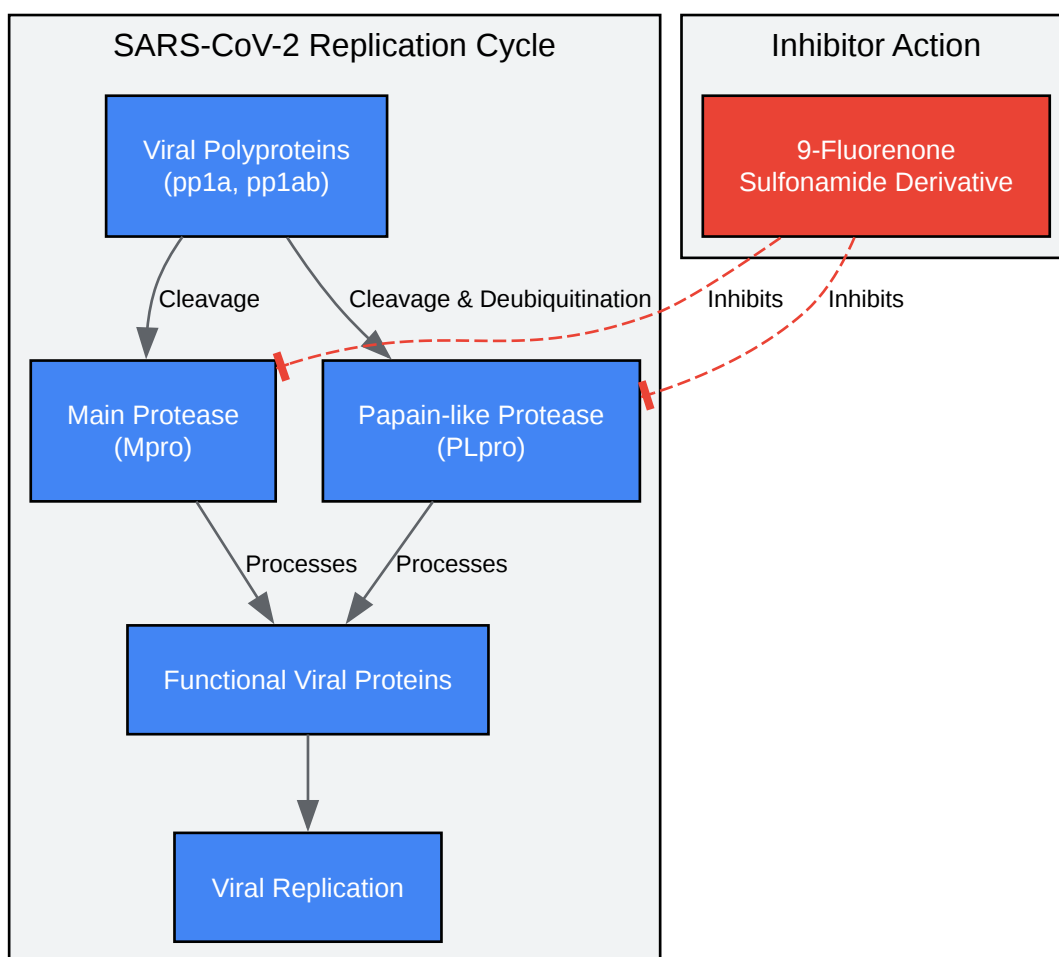 SARS-CoV-2 Replication Cycle
Inhibitor Action
Viral Polyproteins
(pp1a, pp1ab)
9-Fluorenone
Sulfonamide Derivative
Cleavage
Cleavage & Deubiquitination
Inhibits
Inhibits
Main Protease
(Mpro)
Papain-like Protease
(PLpro)
Processes
Processes
Functional Viral Proteins
Viral Replication